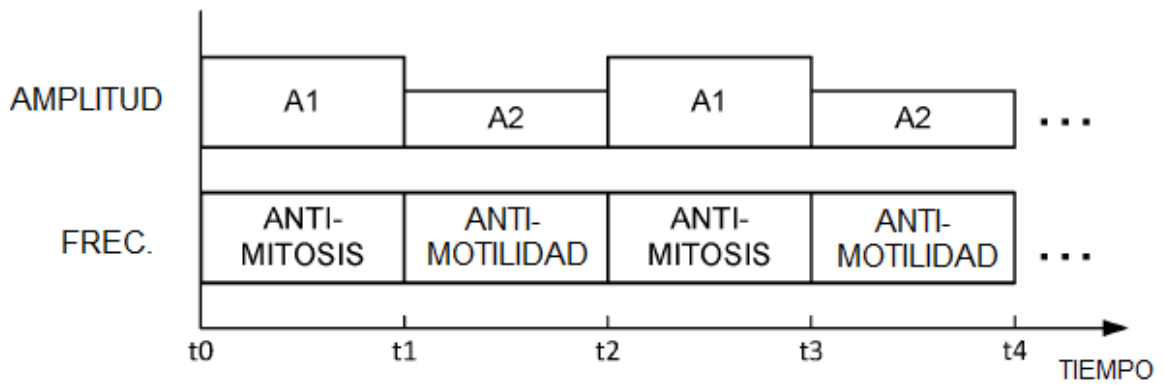 AMPLITUD
A1
A2
A1
A2
...
FREC.
ANTI-
MITOSIS
ANTI-
MOTILIDAD
ANTI-
MITOSIS
ANTI-
MOTILIDAD
...
t0
t1
t2
t3
t4
TIEMPO